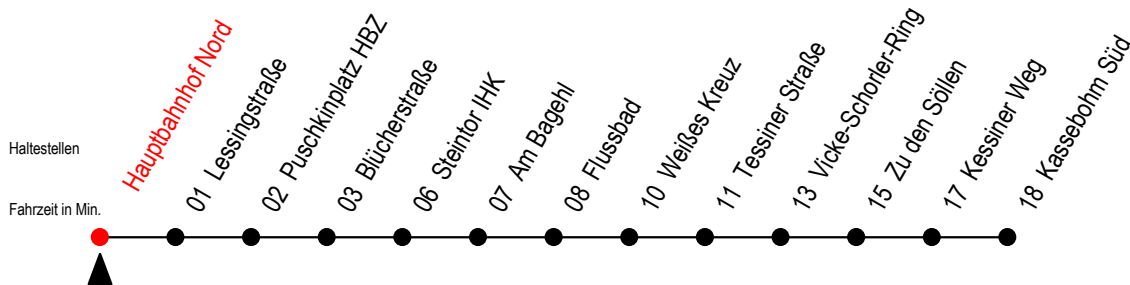 Haltestellen
Fahrzeit in Min.
Hauptbahnhof Nord
01 Lessingstraße
02 Puschkinplatz HBZ
03 Blücherstraße
06 Steintor IHK
07 Am Bagehl
08 Flussbad
10 Weißes Kreuz
11 Tessiner Straße
13 Vicke-Schorler-Ring
15 Zu den Söllen
17 Kessiner Weg
18 Kassebohm Süd